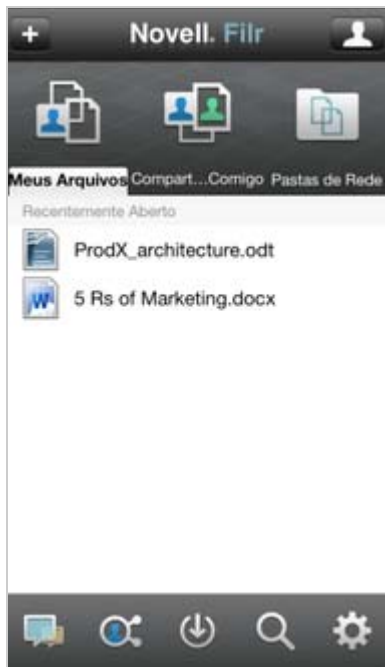 Novell. Filr
Meus Arquivos Compart...Comigo Pastas de Rede
Recentemente Aberto
ProdX_architecture.odt
5 Rs of Marketing.docx